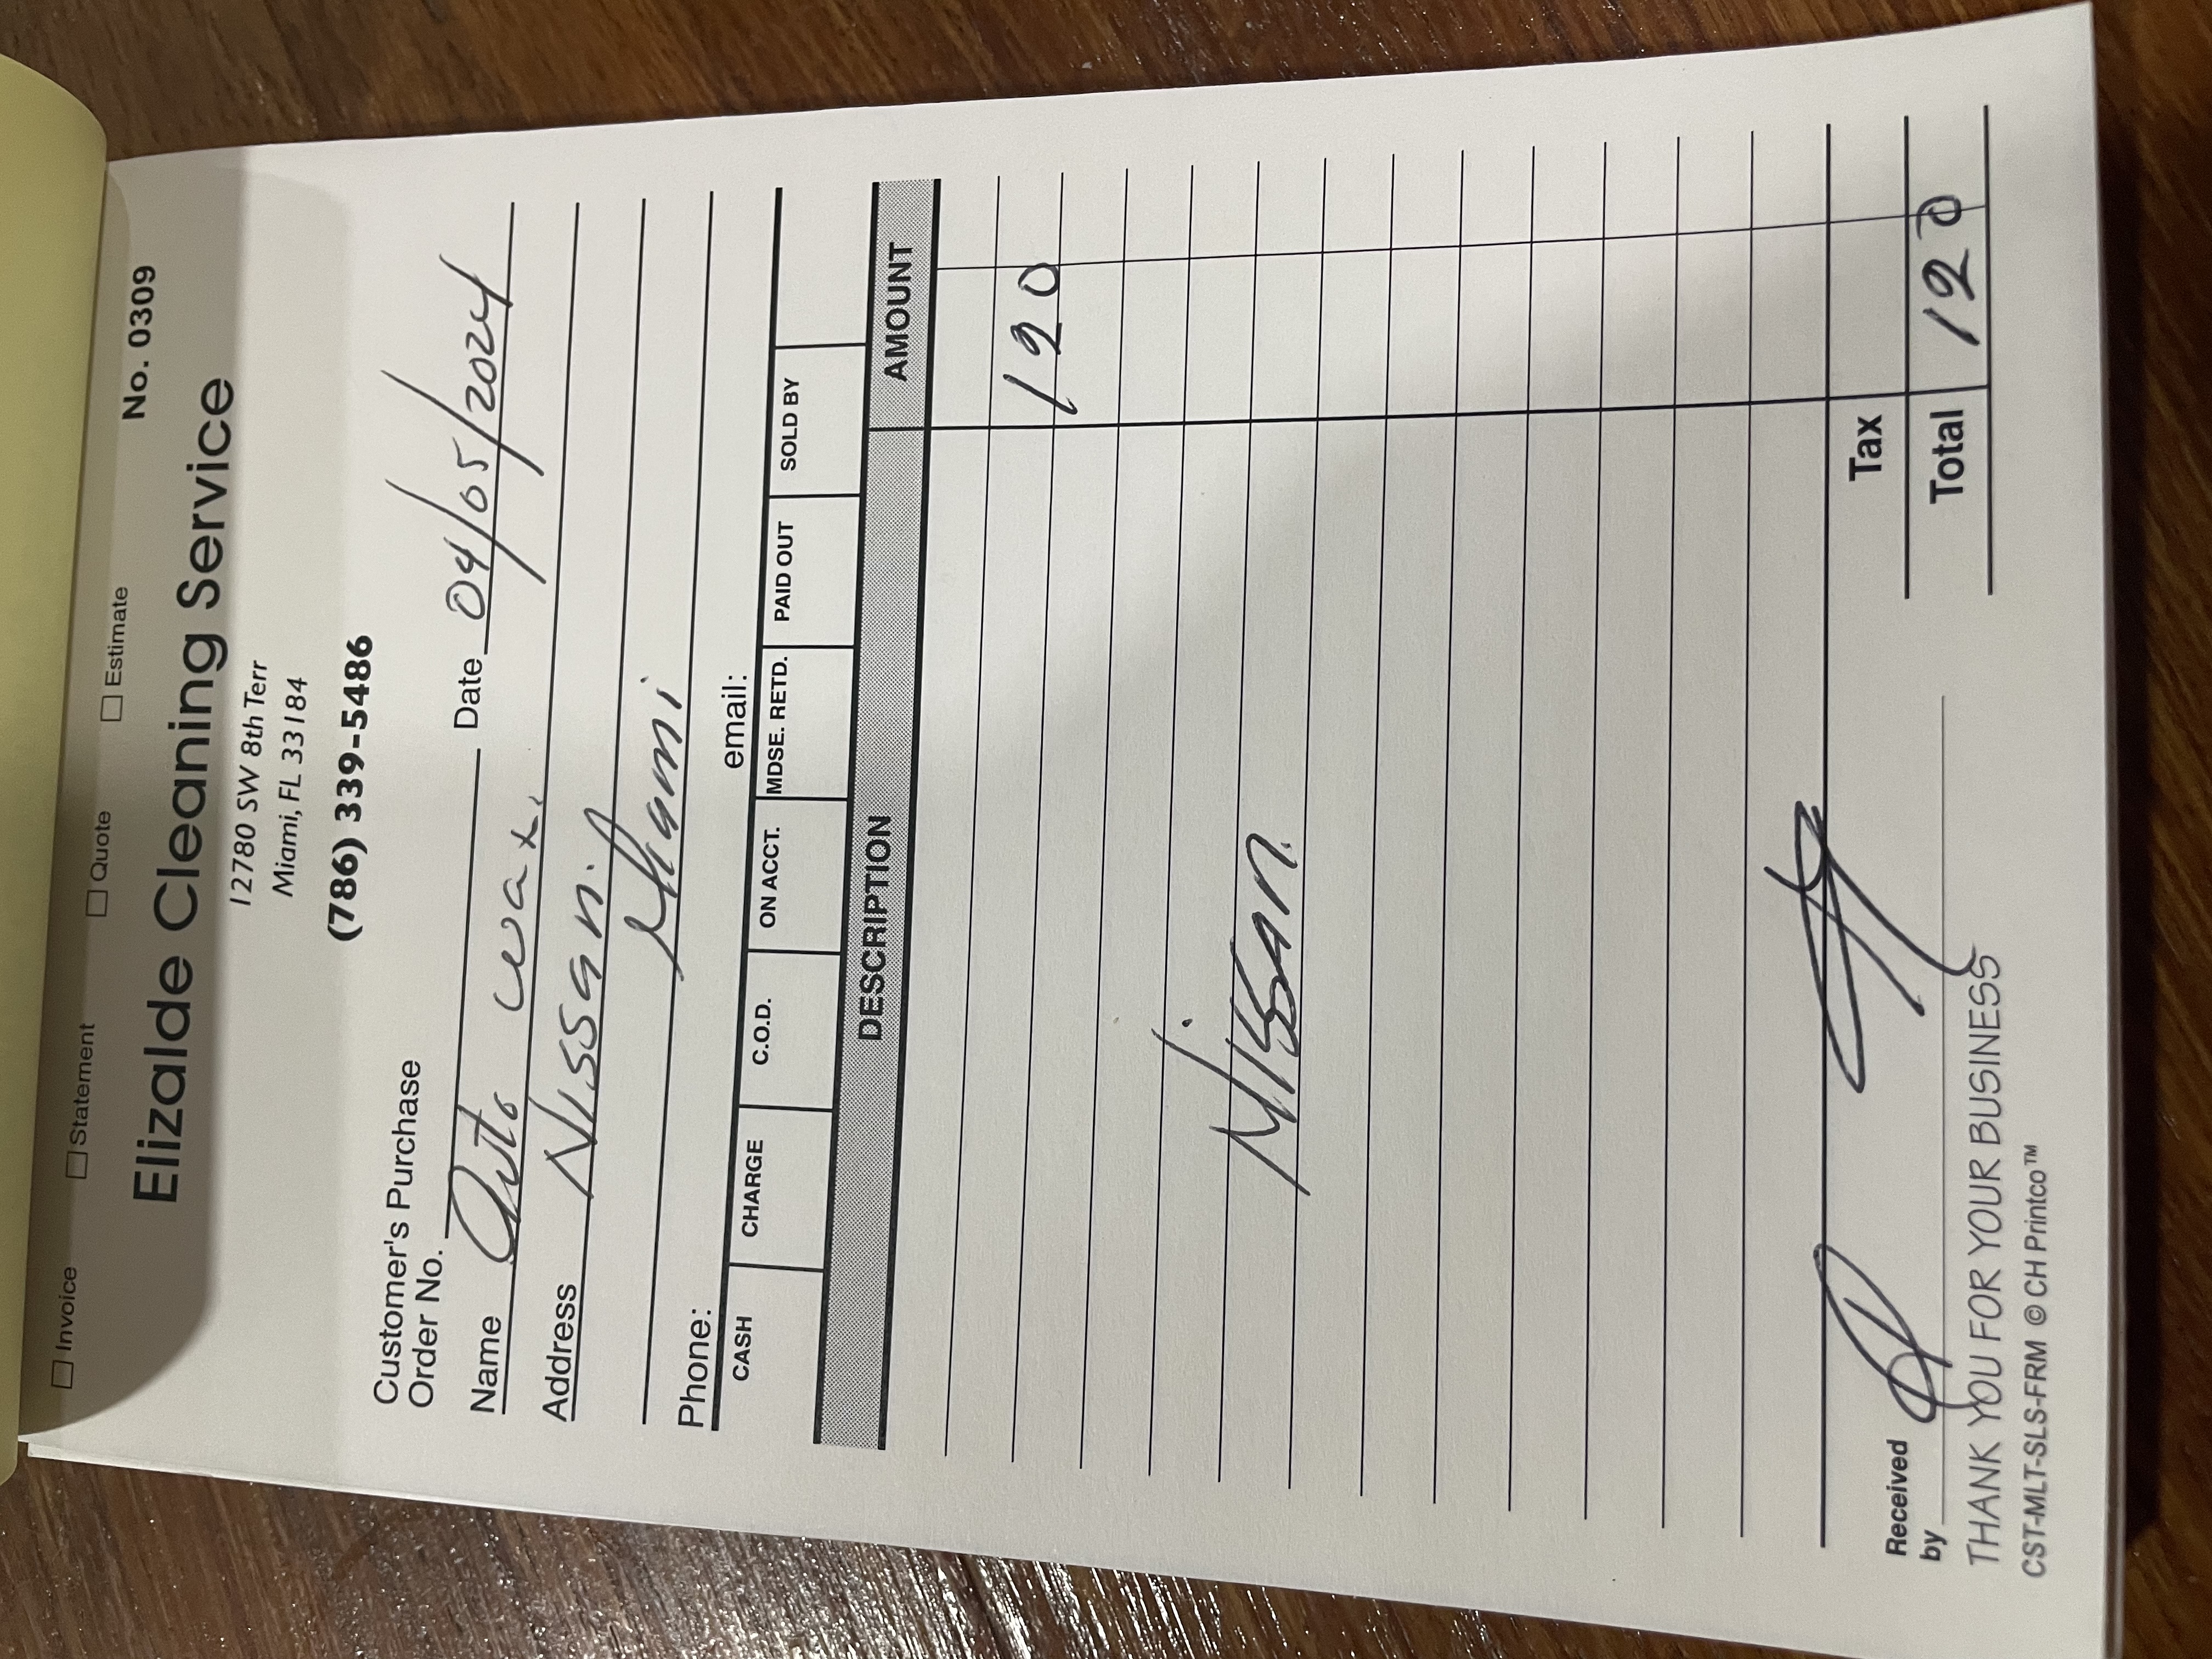 ☐ Invoice ☐ Statement ☐ Quote ☐ Estimate
No. 0309
Elizalde Cleaning Service
12780 SW 8th Terr
Miami, FL 33184
(786) 339-5486
Customer's Purchase
Order No. Date 04/05/2024
Name Auto wax.
Address Nissan.
Miami
Phone: email:
CASH CHARGE C.O.D. ON ACCT. MDSE. RETD. PAID OUT SOLD BY
DESCRIPTION AMOUNT
120
Nissan.
Tax
Received
by Total 120
THANK YOU FOR YOUR BUSINESS
CST-MLT-SLS-FRM © CH Printco™